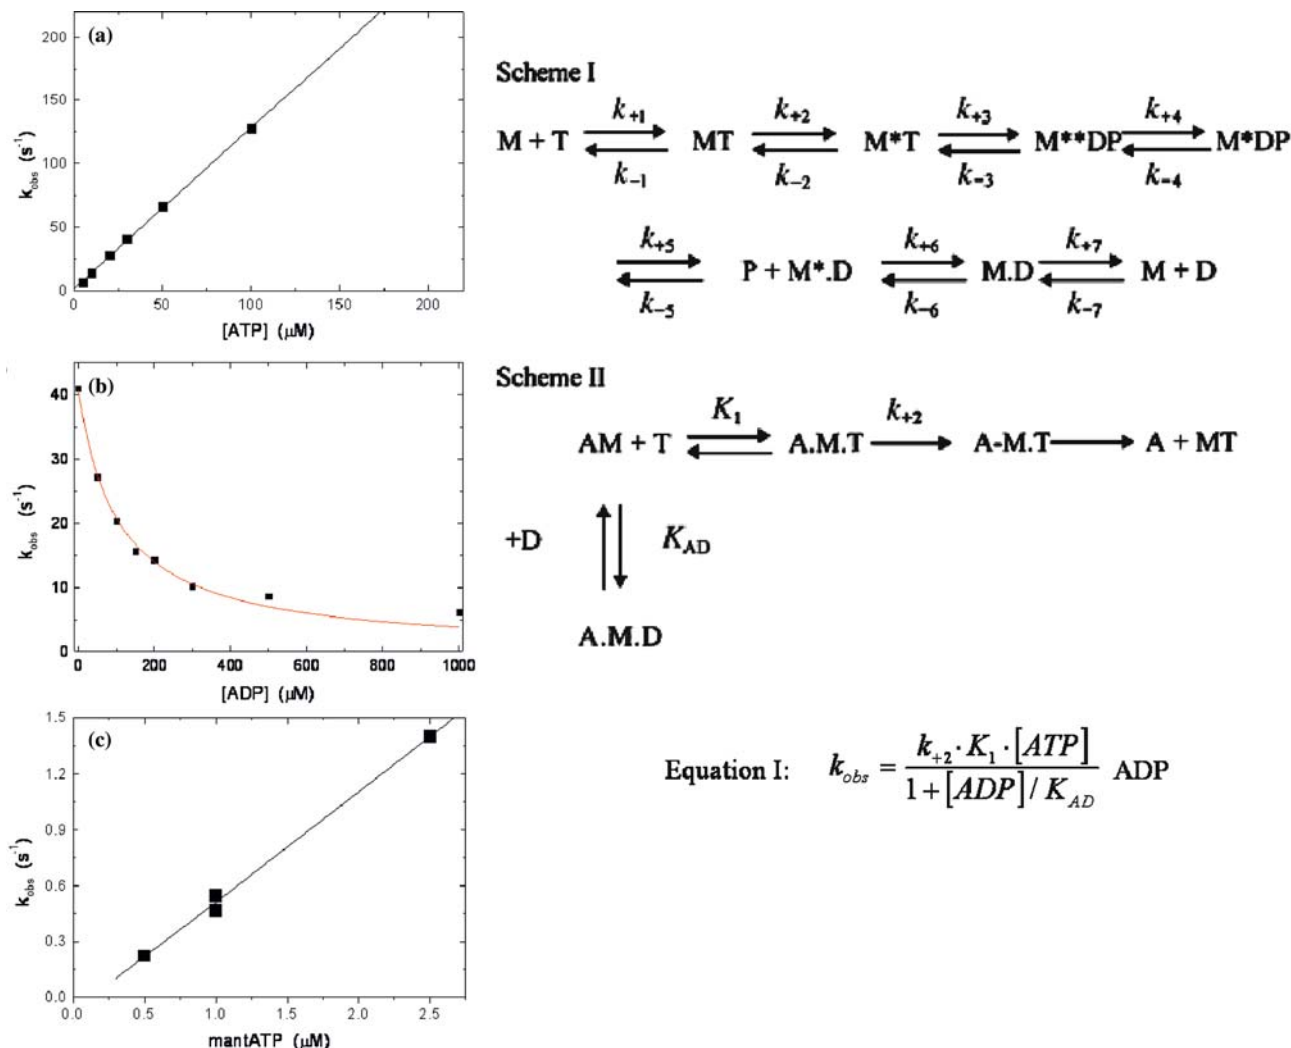 (a)
200
150
100
50
0
k_obs (s^-1)
0 50 100 150 200
[ATP] (μM)
Scheme I
k+1 k+2 k+3 k+4
M + T MT M*T M**DP M*DP
k-1 k-2 k=3 k=4
k+5 k+6 k+7
P + M*.D M.D M + D
k-5 k-6 k-7
(b)
40
30
20
10
0
k_obs (s^-1)
0 200 400 600 800 1000
[ADP] (μM)
Scheme II
K1 k+2
AM + T A.M.T A-M.T A + MT
+D K_AD
A.M.D
(c)
1.5
1.2
0.9
0.6
0.3
0.0
k_obs (s^-1)
0.0 0.5 1.0 1.5 2.0 2.5
mantATP (μM)
Equation I: k_obs = k+2 · K1 · [ATP] / 1 + [ADP] / K_AD ADP